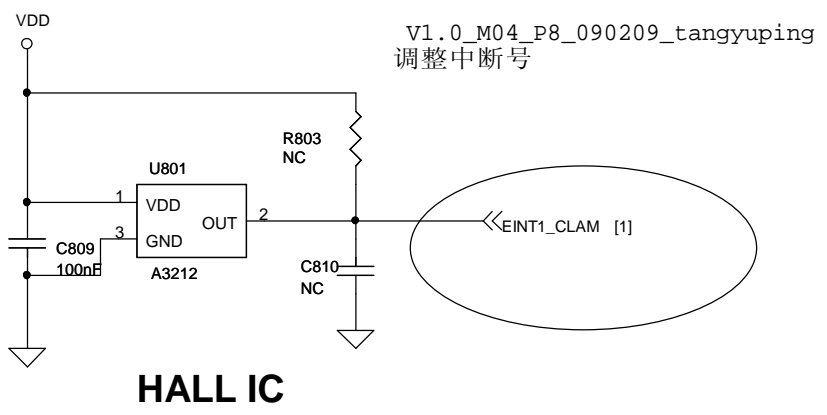 VDD
V1.0_M04_P8_090209_tangyuping
调整中断号
R803
NC
U801
1
VDD
OUT
2
EINT1_CLAM [1]
3
GND
C809
100nF
A3212
C810
NC
HALL IC